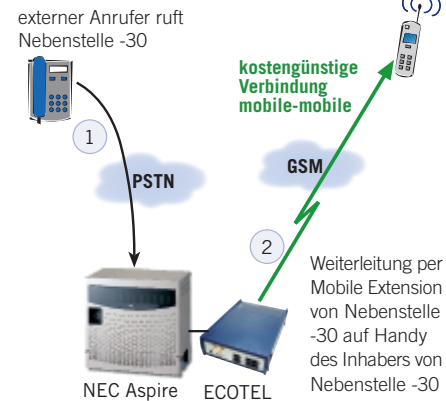 externer Anrufer ruft
Nebenstelle -30
kostengünstige
Verbindung
mobile-mobile
1
PSTN
GSM
2
Weiterleitung per
Mobile Extension
von Nebenstelle
-30 auf Handy
des Inhabers von
Nebenstelle -30
NEC Aspire
ECOTEL